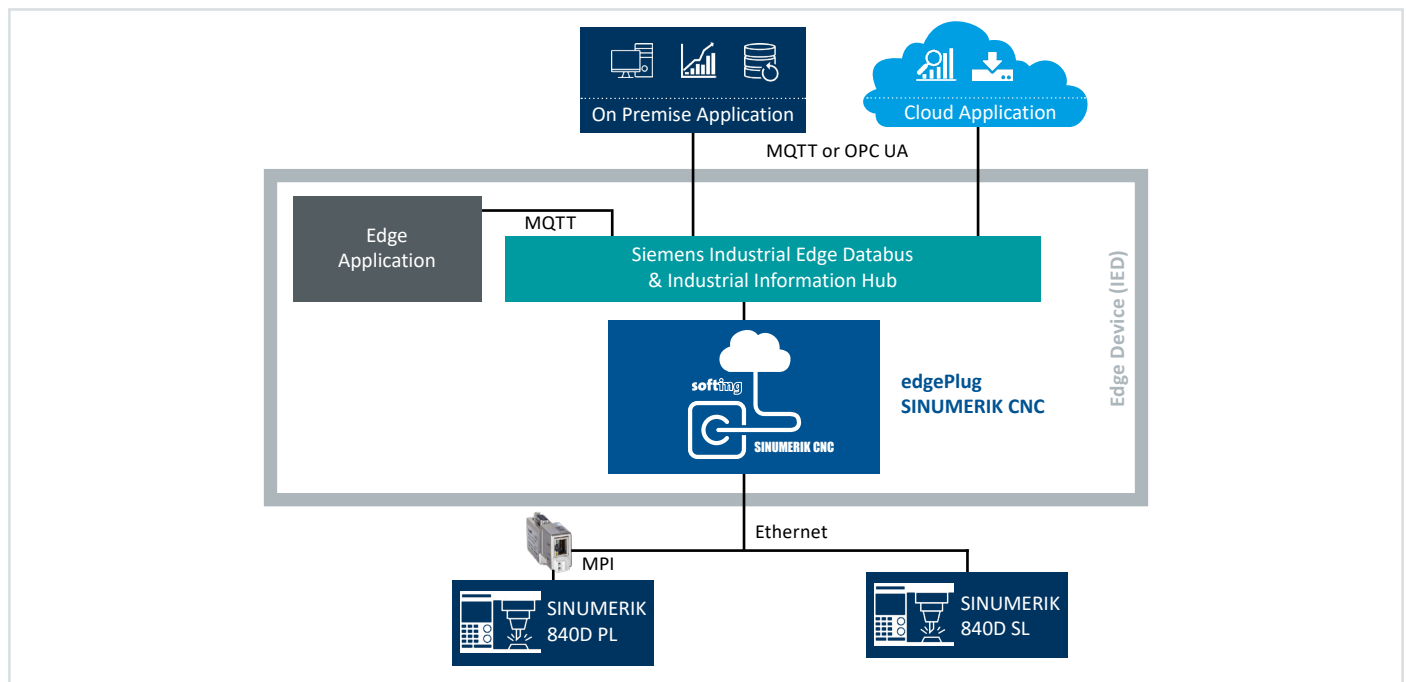 On Premise Application
Cloud Application
MQTT or OPC UA
Edge
Application
MQTT
Siemens Industrial Edge Databus
& Industrial Information Hub
Edge Device (IED)
softing
SINUMERIK CNC
edgePlug
SINUMERIK CNC
Ethernet
MPI
SINUMERIK
840D PL
SINUMERIK
840D SL